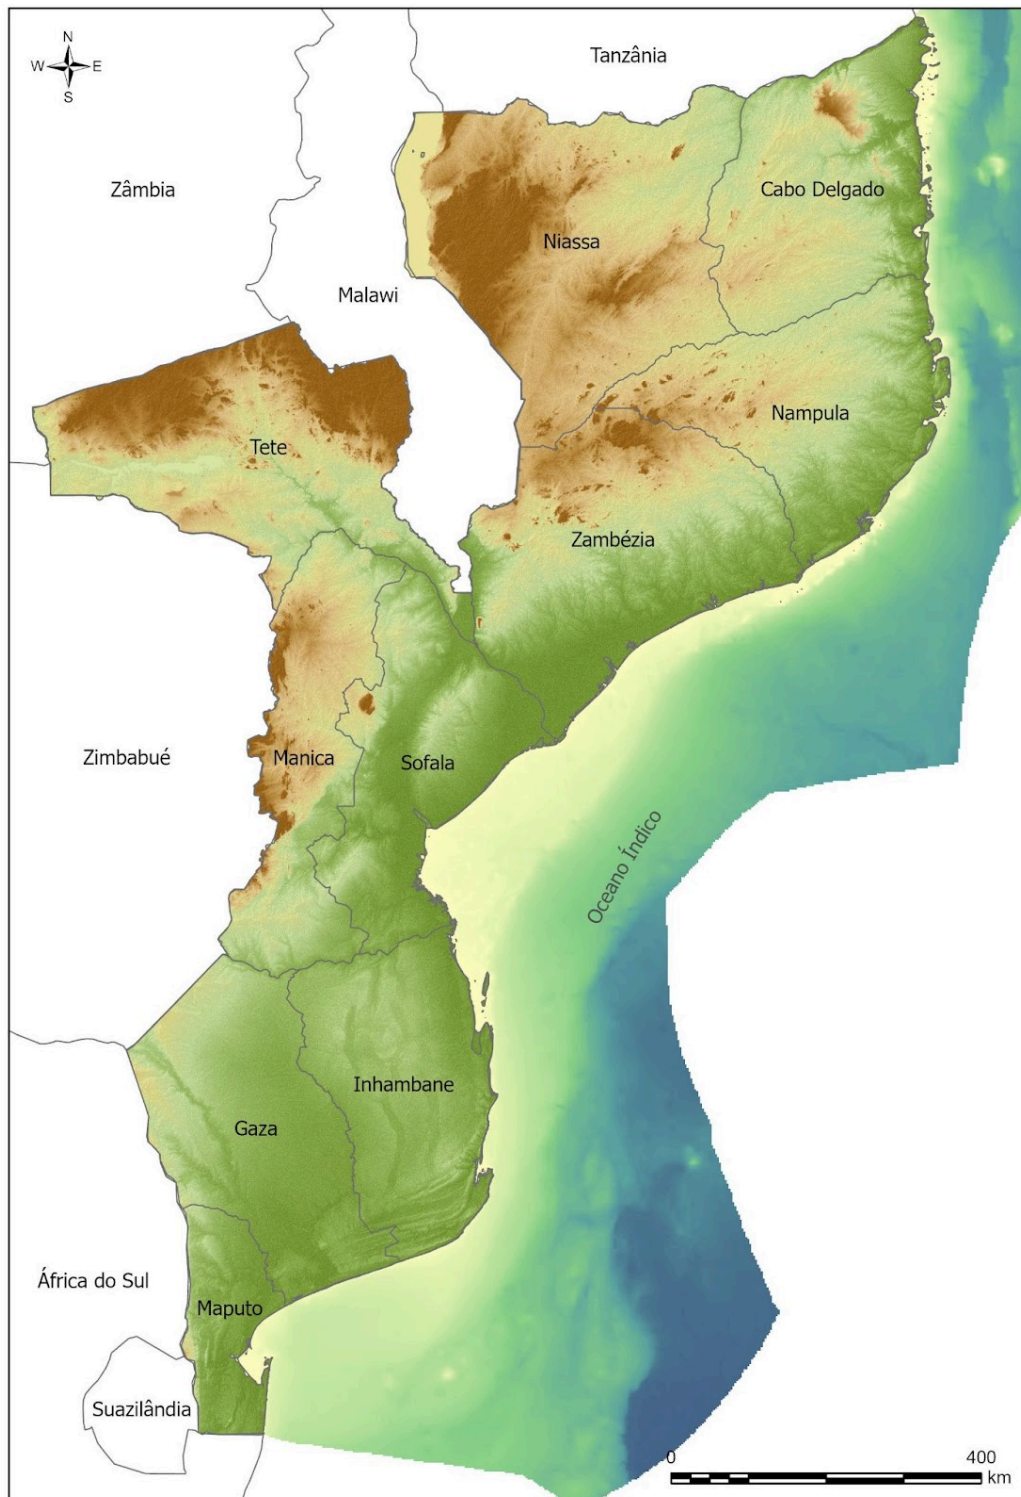 N
W E
S
Tanzânia
Zâmbia
Cabo Delgado
Niassa
Malawi
Nampula
Tete
Zambézia
Zimbabué
Manica
Sofala
Oceano Índico
Inhambane
Gaza
África do Sul
Maputo
Suazilândia
0 400
km